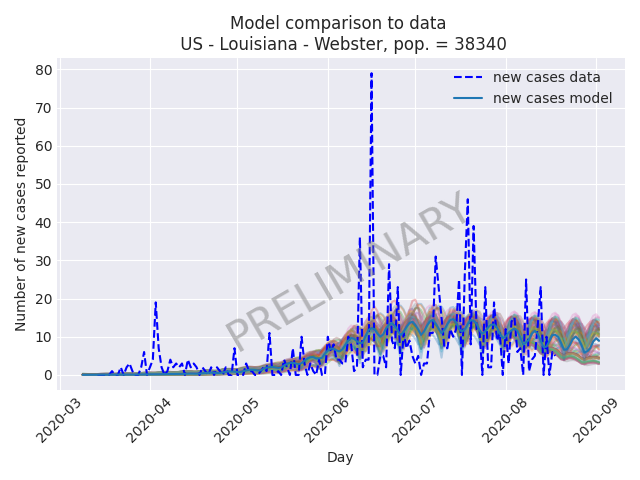 Model comparison to data
US - Louisiana - Webster, pop. = 38340
new cases data
new cases model
PRELIMINARY
Number of new cases reported
80
70
60
50
40
30
20
10
0
2020-03
2020-04
2020-05
2020-06
2020-07
2020-08
2020-09
Day